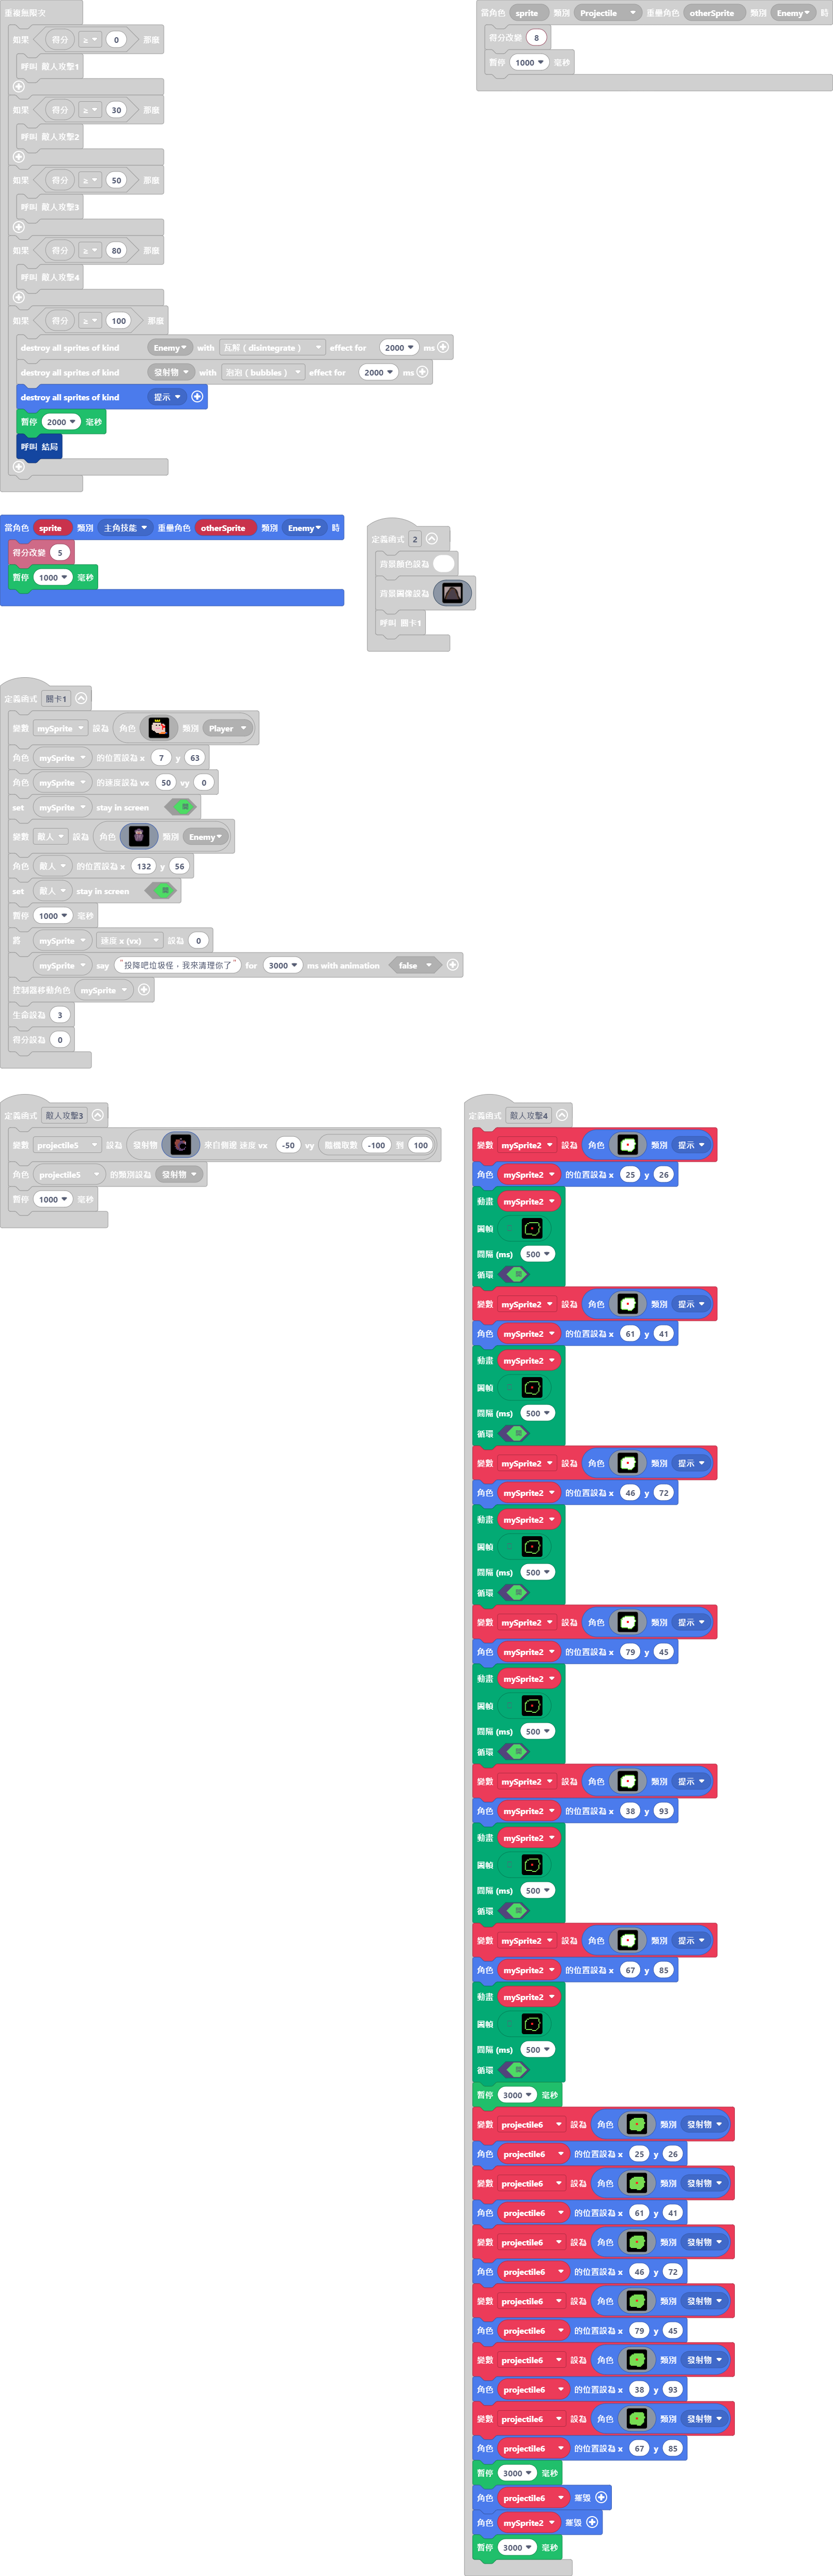 重複無限次
如果 得分 ≥ 0 那麼
呼叫 敵人攻擊1
如果 得分 ≥ 30 那麼
呼叫 敵人攻擊2
如果 得分 ≥ 50 那麼
呼叫 敵人攻擊3
如果 得分 ≥ 80 那麼
呼叫 敵人攻擊4
如果 得分 ≥ 100 那麼
destroy all sprites of kind Enemy with 瓦解 ( disintegrate ) effect for 2000 ms
destroy all sprites of kind 發射物 with 泡泡 ( bubbles ) effect for 2000 ms
destroy all sprites of kind 提示
暫停 2000 毫秒
呼叫 結局
當角色 sprite 類別 Projectile 重疊角色 otherSprite 類別 Enemy 時
得分改變 8
暫停 1000 毫秒
當角色 sprite 類別 主角技能 重疊角色 otherSprite 類別 Enemy 時
得分改變 5
暫停 1000 毫秒
定義函式 2
背景顏色設為
背景圖像設為
呼叫 關卡1
定義函式 關卡1
變數 mySprite 設為 角色 類別 Player
角色 mySprite 的位置設為 x 7 y 63
角色 mySprite 的速度設為 vx 50 vy 0
set mySprite stay in screen 開
變數 敵人 設為 角色 類別 Enemy
角色 敵人 的位置設為 x 132 y 56
set 敵人 stay in screen 開
暫停 1000 毫秒
置 mySprite 速度 x (vx) 設為 0
mySprite say "投降吧垃圾怪，我來清理你了" for 3000 ms with animation false
控制器移動角色 mySprite
生命設為 3
得分設為 0
定義函式 敵人攻擊3
變數 projectile5 設為 發射物 來自側邊 速度 vx -50 vy 隨機取數 -100 到 100
角色 projectile5 的類別設為 發射物
暫停 1000 毫秒
定義函式 敵人攻擊4
變數 mySprite2 設為 角色 類別 提示
角色 mySprite2 的位置設為 x 25 y 26
動畫 mySprite2
圖幀
間隔 (ms) 500
循環 開
變數 mySprite2 設為 角色 類別 提示
角色 mySprite2 的位置設為 x 61 y 41
動畫 mySprite2
圖幀
間隔 (ms) 500
循環 開
變數 mySprite2 設為 角色 類別 提示
角色 mySprite2 的位置設為 x 46 y 72
動畫 mySprite2
圖幀
間隔 (ms) 500
循環 開
變數 mySprite2 設為 角色 類別 提示
角色 mySprite2 的位置設為 x 79 y 45
動畫 mySprite2
圖幀
間隔 (ms) 500
循環 開
變數 mySprite2 設為 角色 類別 提示
角色 mySprite2 的位置設為 x 38 y 93
動畫 mySprite2
圖幀
間隔 (ms) 500
循環 開
變數 mySprite2 設為 角色 類別 提示
角色 mySprite2 的位置設為 x 67 y 85
動畫 mySprite2
圖幀
間隔 (ms) 500
循環 開
暫停 3000 毫秒
變數 projectile6 設為 角色 類別 發射物
角色 projectile6 的位置設為 x 25 y 26
變數 projectile6 設為 角色 類別 發射物
角色 projectile6 的位置設為 x 61 y 41
變數 projectile6 設為 角色 類別 發射物
角色 projectile6 的位置設為 x 46 y 72
變數 projectile6 設為 角色 類別 發射物
角色 projectile6 的位置設為 x 79 y 45
變數 projectile6 設為 角色 類別 發射物
角色 projectile6 的位置設為 x 38 y 93
變數 projectile6 設為 角色 類別 發射物
角色 projectile6 的位置設為 x 67 y 85
暫停 3000 毫秒
角色 projectile6 摧毀
角色 mySprite2 摧毀
暫停 3000 毫秒